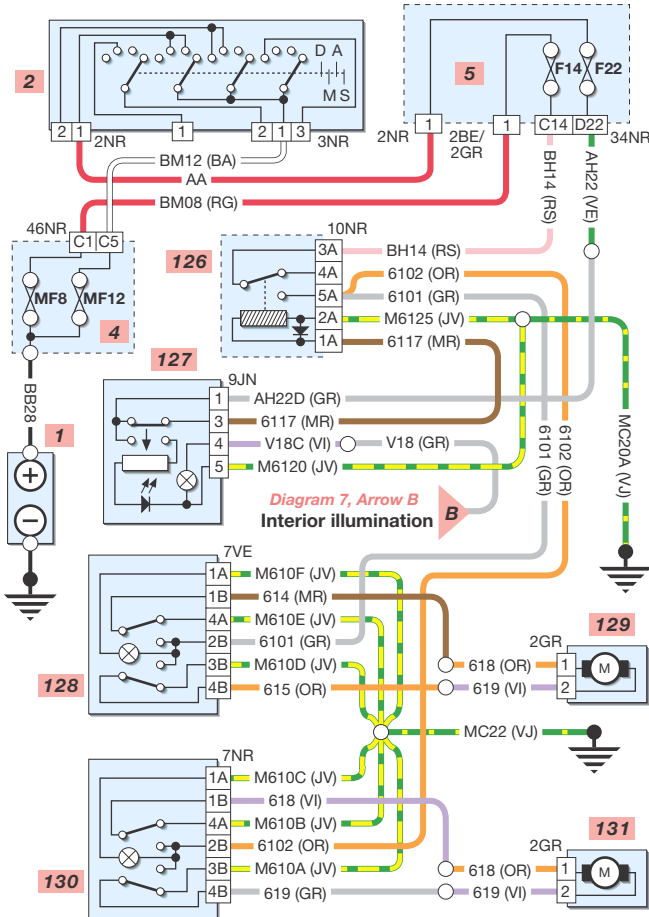 2
D A
M S
2 1
2NR
1
2 1 3
3NR
5
F14 F22
1
2NR
1
2BE/
2GR
C14 D22
34NR
BM12 (BA)
AA
BM08 (RG)
BH14 (RS)
AH22 (VE)
46NR
C1 C5
MF8 MF12
4
BB28
1
+
−
126
10NR
3A BH14 (RS)
4A 6102 (OR)
5A 6101 (GR)
2A M6125 (JV)
1A 6117 (MR)
127
9JN
1 AH22D (GR)
3 6117 (MR)
4 V18C (VI) V18 (GR)
5 M6120 (JV)
6101 (GR)
6102 (OR)
MC20A (VJ)
Diagram 7, Arrow B
Interior illumination
B
128
7VE
1A M610F (JV)
1B 614 (MR)
4A M610E (JV)
2B 6101 (GR)
3B M610D (JV)
4B 615 (OR)
129
2GR
618 (OR) 1
619 (VI) 2
M
MC22 (VJ)
130
7NR
1A M610C (JV)
1B 618 (VI)
4A M610B (JV)
2B 6102 (OR)
3B M610A (JV)
4B 619 (GR)
131
2GR
618 (OR) 1
619 (VI) 2
M